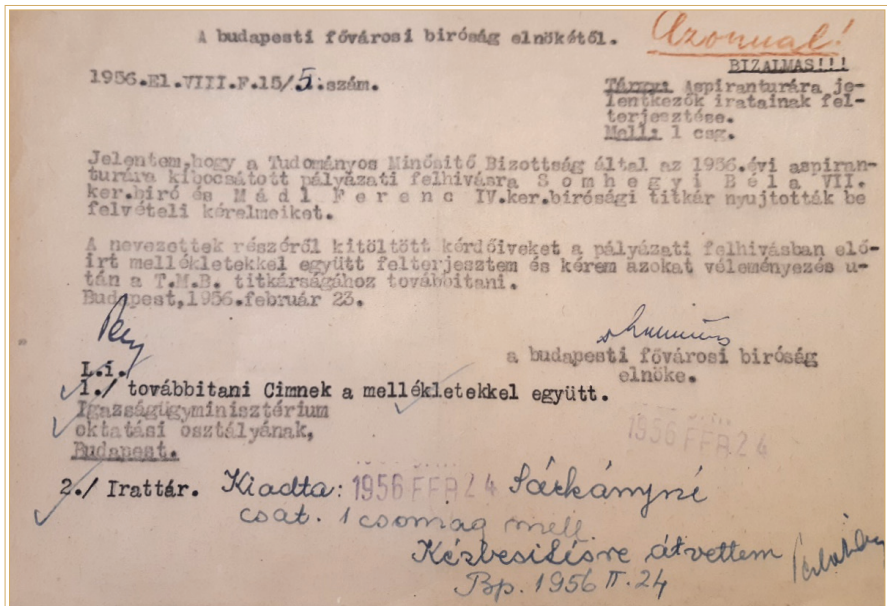 A budapesti fővárosi biróság elnökétől.
Azonnal!
BIZALMAS!!!
1956.El.VIII.F.15/5.szám.
Tárgy: Aspiranturára je-
lentkezők iratainak fel-
terjesztése.
Mell: 1 csg.
Jelentem,hogy a Tudományos Minősitő Bizottság által az 1956.évi aspiran-
turára kibocsátott pályázati felhivásra S o m h e g y i  B é l a  VII.
ker.biró és M á d l  F e r e n c  IV.ker.birósági titkár nyujtották be
felvételi kérelmeiket.
A nevezettek részéről kitöltött kérdőiveket a pályázati felhivásban elő-
irt mellékletekkel együtt felterjesztem és kérem azokat véleményezés u-
tán a T.M.B. titkárságához továbbitani.
Budapest,1956.február 23.
a budapesti fővárosi biróság
elnöke.
L.i.
1./ továbbitani Cimnek a mellékletekkel együtt.
Igazságügyminisztérium
oktatási osztályának,
Budapest.
1956 FEB 24
2./ Irattár. Kiadta: 1956 FEB 24 Sárkányné
csat. 1 csomag mell
Kézbesitésre átvettem
Bp. 1956 II. 24